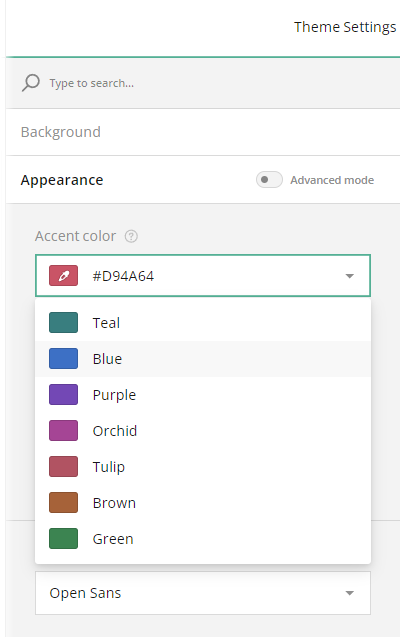 Theme Settings
Type to search...
Background
Appearance
Advanced mode
Accent color ?
#D94A64
Teal
Blue
Purple
Orchid
Tulip
Brown
Green
Open Sans